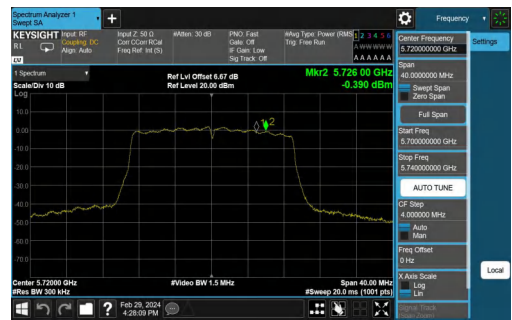 Spectrum Analyzer 1
Swept SA
Frequency
KEYSIGHT
RL
Input: RF
Coupling: DC
Align: Auto
Input Z: 50 Ω
Corr CCorr RCal
Freq Ref: Int (S)
#Atten: 30 dB
PNO: Fast
Gate: Off
IF Gain: Low
Sig Track: Off
#Avg Type: Power (RMS
Trig: Free Run
1 2 3 4 5 6
A W W W W W
A A A A A A
LV
1 Spectrum
Scale/Div 10 dB
Log
Ref Lvl Offset 6.67 dB
Ref Level 20.00 dBm
Mkr2 5.726 00 GHz
-0.390 dBm
10.0
0.00
-10.0
-20.0
-30.0
-40.0
-50.0
-60.0
-70.0
2
Center 5.72000 GHz
#Res BW 300 kHz
#Video BW 1.5 MHz
Span 40.00 MHz
#Sweep 20.0 ms (1001 pts)
Feb 29, 2024
4:28:09 PM
Center Frequency
5.720000000 GHz
Settings
Span
40.0000000 MHz
Swept Span
Zero Span
Full Span
Start Freq
5.700000000 GHz
Stop Freq
5.740000000 GHz
AUTO TUNE
CF Step
4.000000 MHz
Auto
Man
Freq Offset
0 Hz
X Axis Scale
Log
Lin
Signal Track
(Span Zoom)
Local